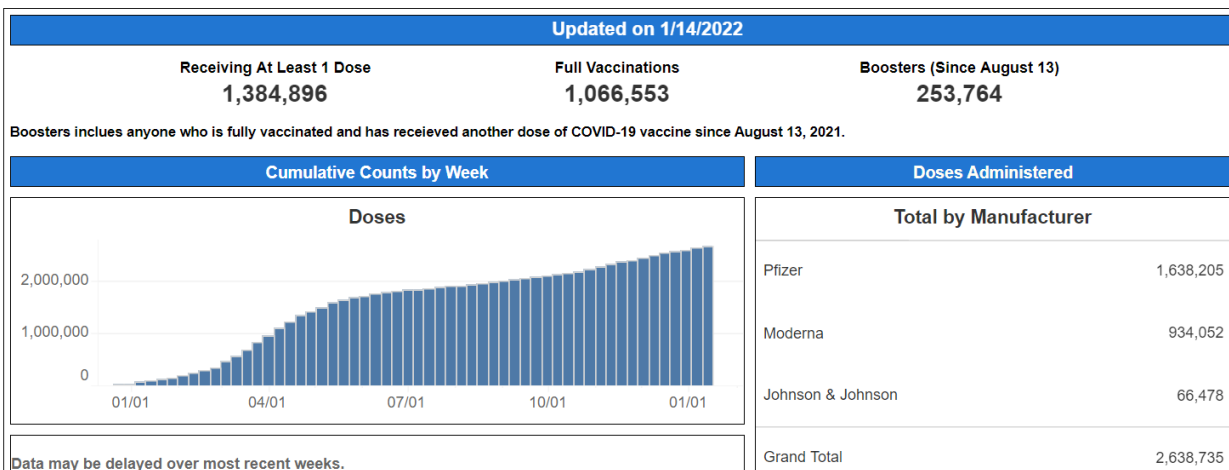 Updated on 1/14/2022
Receiving At Least 1 Dose
Full Vaccinations
Boosters (Since August 13)
1,384,896
1,066,553
253,764
Boosters inclues anyone who is fully vaccinated and has receieved another dose of COVID-19 vaccine since August 13, 2021.
Cumulative Counts by Week
Doses
2,000,000
1,000,000
0
01/01
04/01
07/01
10/01
01/01
Data may be delayed over most recent weeks.
Doses Administered
Total by Manufacturer
Pfizer 1,638,205
Moderna 934,052
Johnson & Johnson 66,478
Grand Total 2,638,735